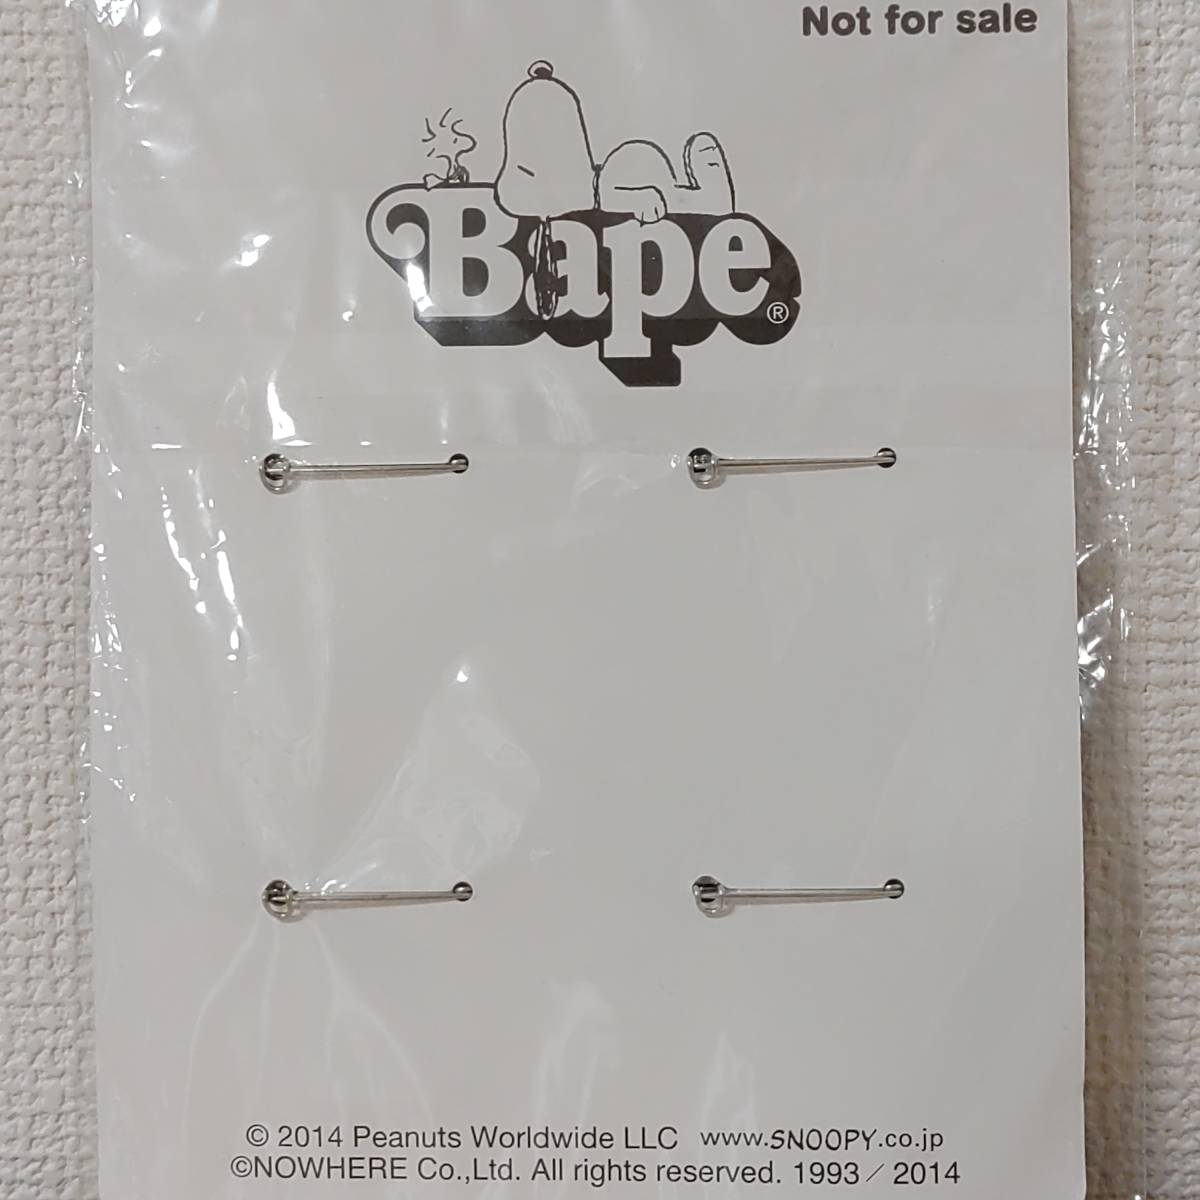 Not for sale
Bape®
© 2014 Peanuts Worldwide LLC www.SNOOPY.co.jp
©NOWHERE Co.,Ltd. All rights reserved. 1993/2014